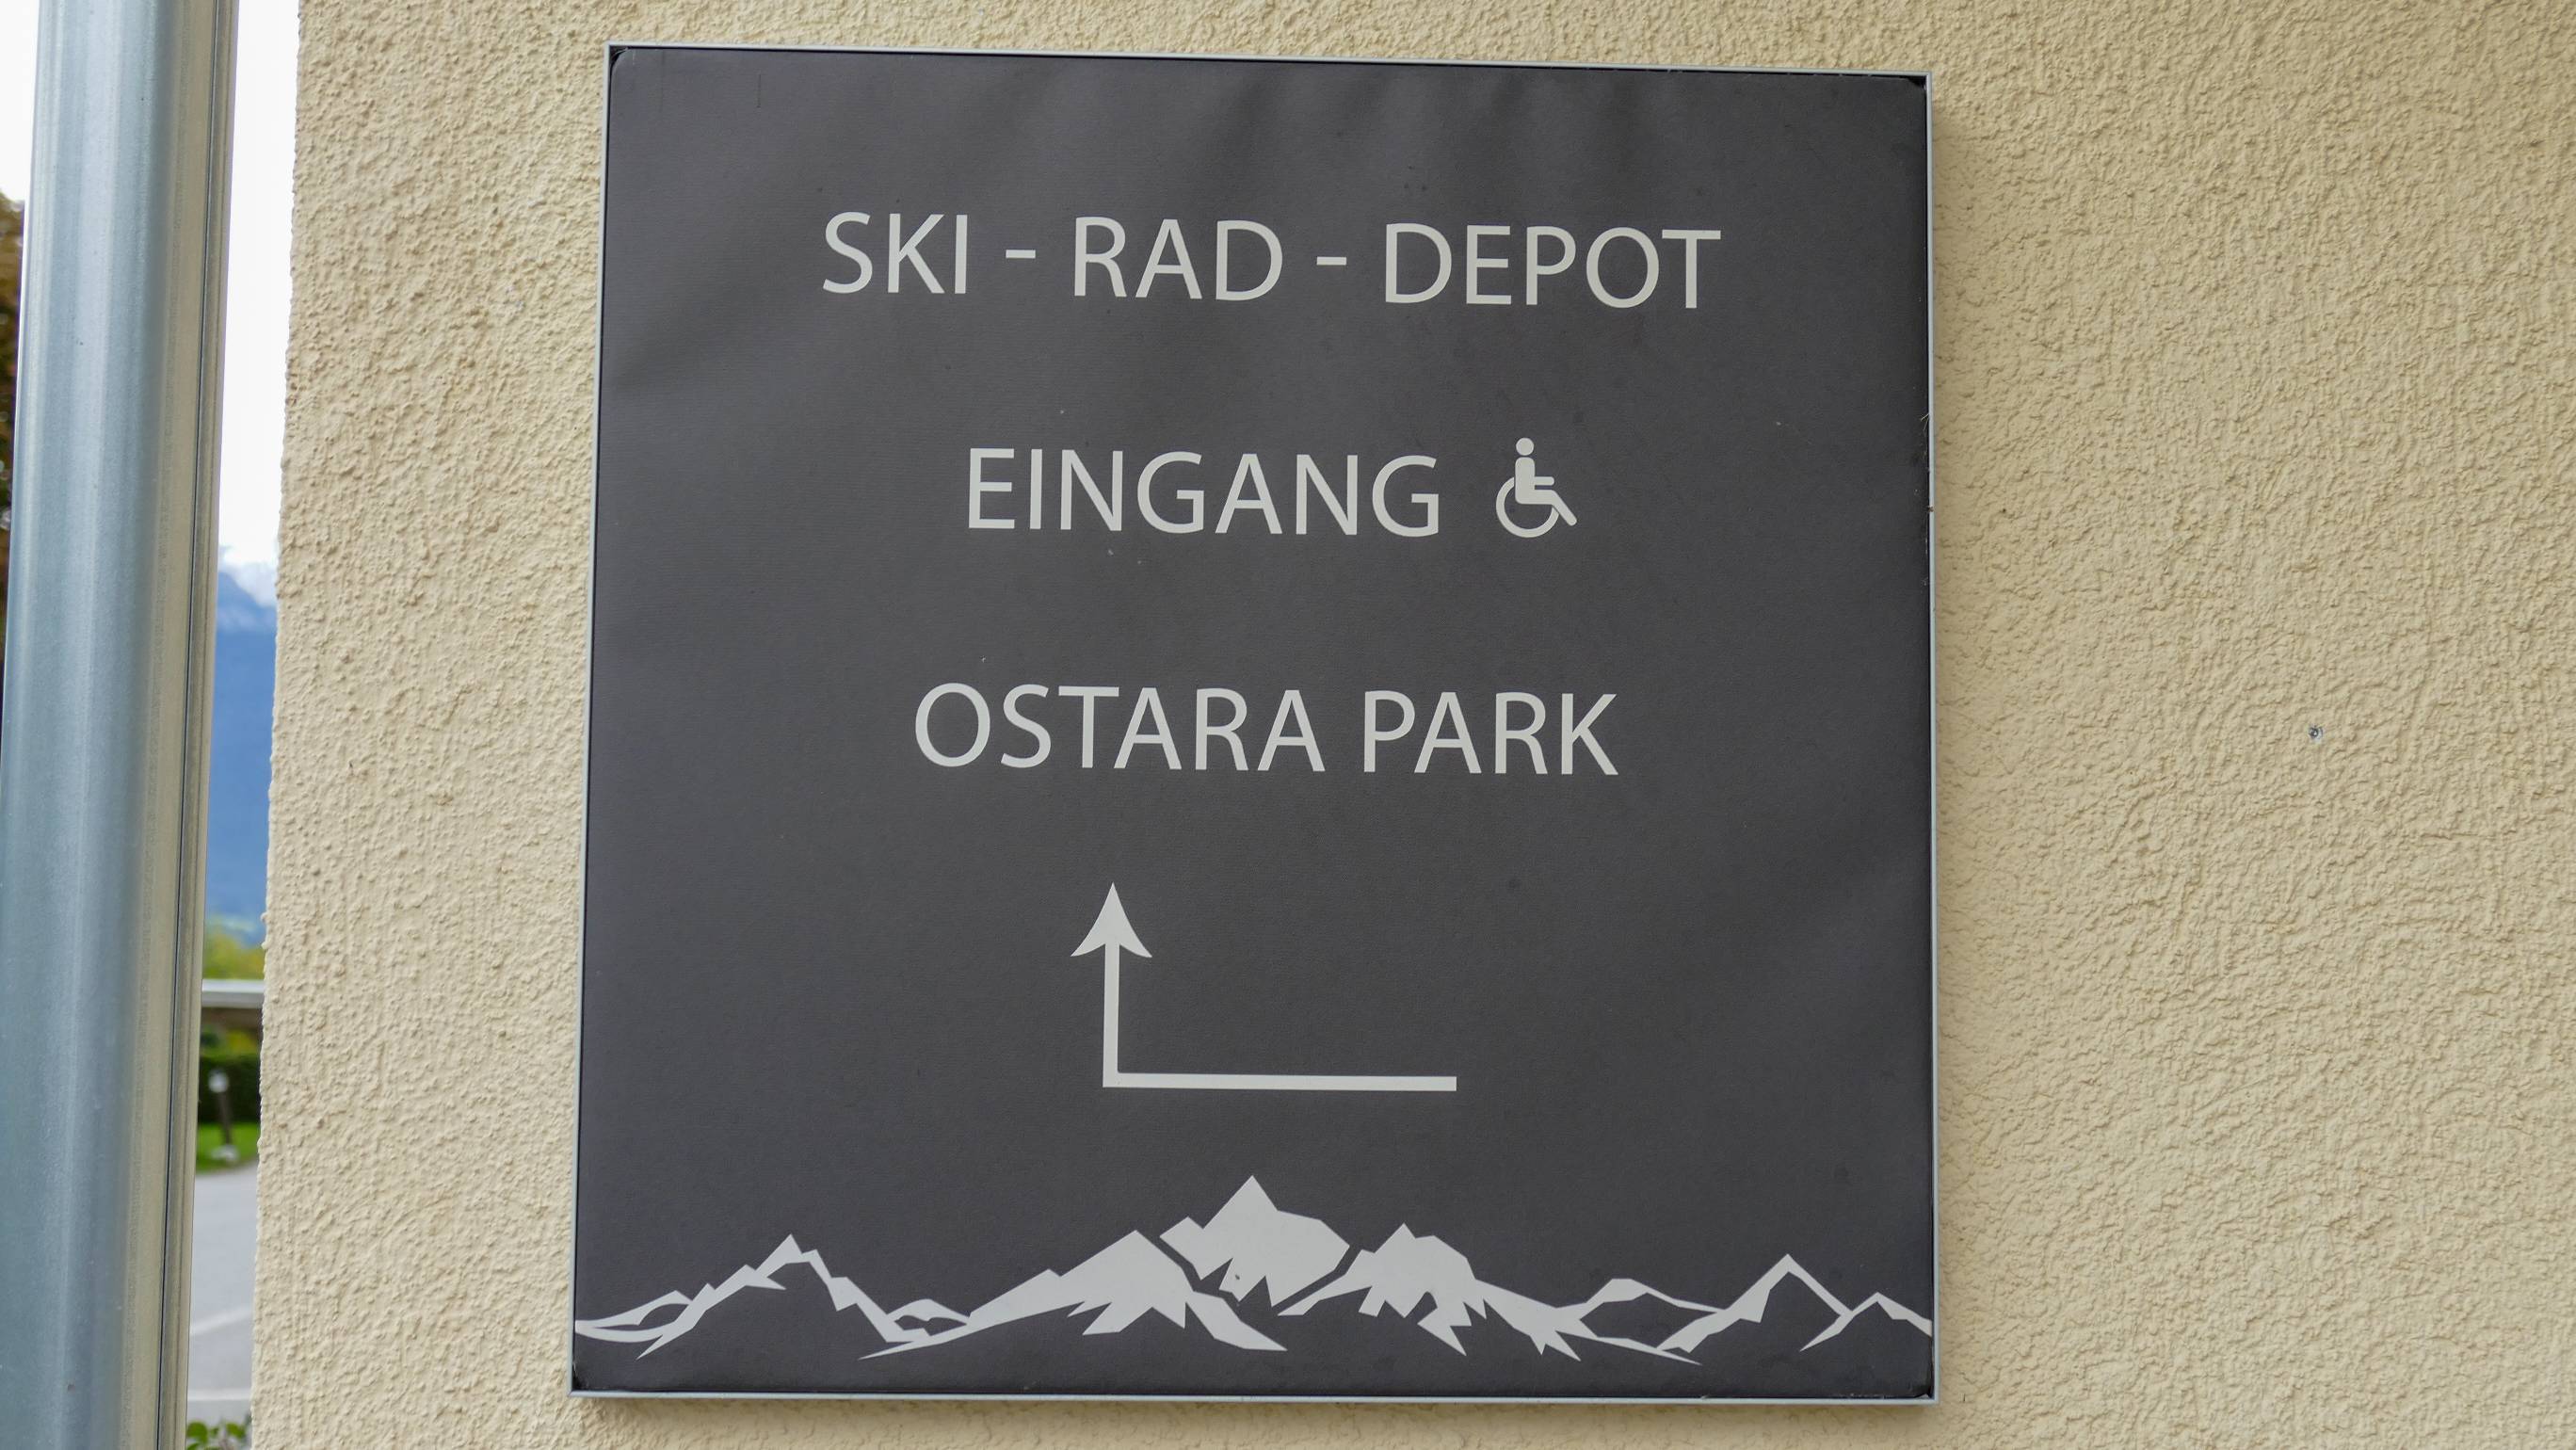 SKI - RAD - DEPOT
EINGANG
OSTARA PARK